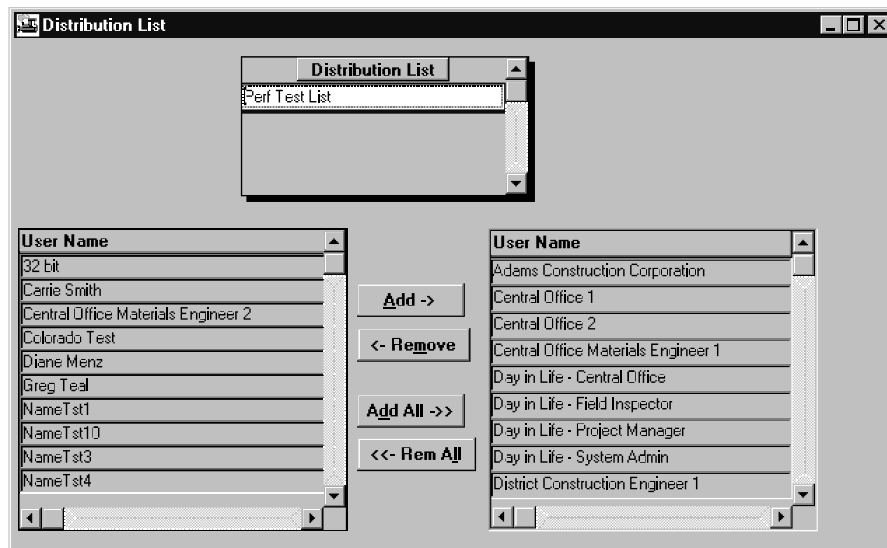 Distribution List
Distribution List
Perf Test List
User Name
32 bit
Carrie Smith
Central Office Materials Engineer 2
Colorado Test
Diane Menz
Greg Teal
NameTst1
NameTst10
NameTst3
NameTst4
Add ->
<- Remove
Add All ->>
<<- Rem All
User Name
Adams Construction Corporation
Central Office 1
Central Office 2
Central Office Materials Engineer 1
Day in Life - Central Office
Day in Life - Field Inspector
Day in Life - Project Manager
Day in Life - System Admin
District Construction Engineer 1